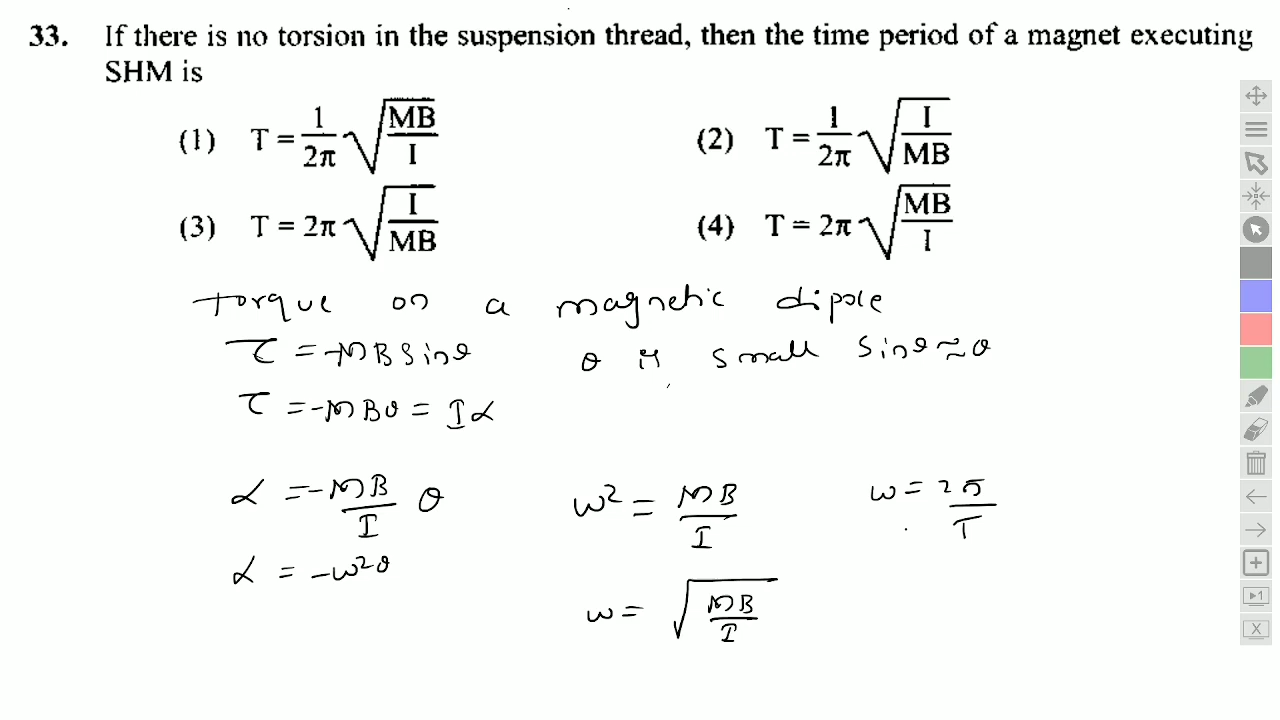 33. If there is no torsion in the suspension thread, then the time period of a magnet executing
SHM is
(1) T = 1/2π √(MB/I) (2) T = 1/2π √(I/MB)
(3) T = 2π √(I/MB) (4) T = 2π √(MB/I)
Torque on a magnetic dipole
τ = -MB Sinθ θ is small Sinθ ≈ θ
τ = -MBθ = Iα
α = -MB/I θ ω² = MB/I ω = 2π/T
α = -ω²θ
ω = √(MB/I)